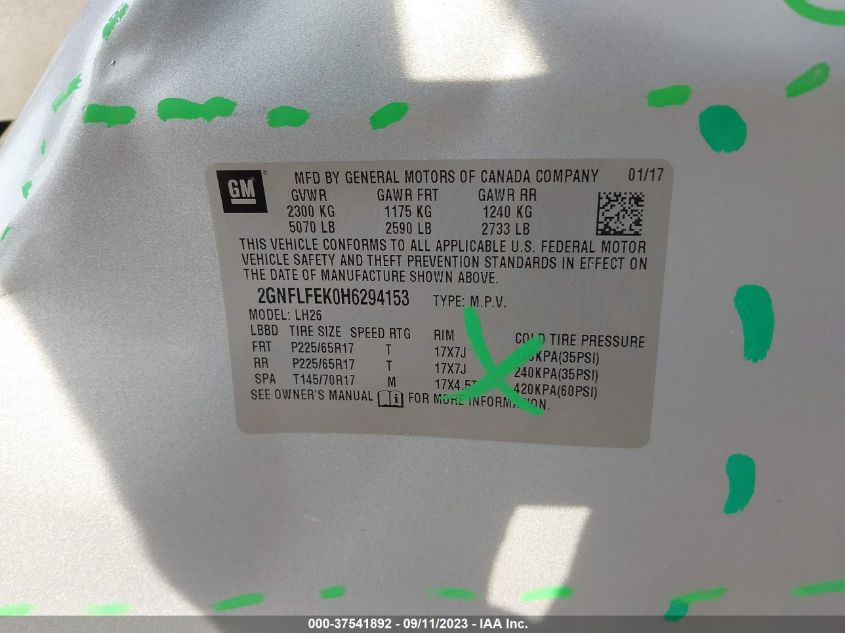 GM
MFD BY GENERAL MOTORS OF CANADA COMPANY 01/17
GVWR GAWR FRT GAWR RR
2300 KG 1175 KG 1240 KG
5070 LB 2590 LB 2733 LB
THIS VEHICLE CONFORMS TO ALL APPLICABLE U.S. FEDERAL MOTOR
VEHICLE SAFETY AND THEFT PREVENTION STANDARDS IN EFFECT ON
THE DATE OF MANUFACTURE SHOWN ABOVE.
2GNFLFEK0H6294153 TYPE: M.P.V.
MODEL: LH26
LBBD TIRE SIZE SPEED RTG RIM COLD TIRE PRESSURE
FRT P225/65R17 T 17X7J (35PSI)
RR P225/65R17 T 17X7J 240KPA(35PSI)
SPA T145/70R17 M 420KPA(60PSI)
SEE OWNER'S MANUAL FOR MORE INFORMATION.
000-37541892 - 09/11/2023 - IAA Inc.